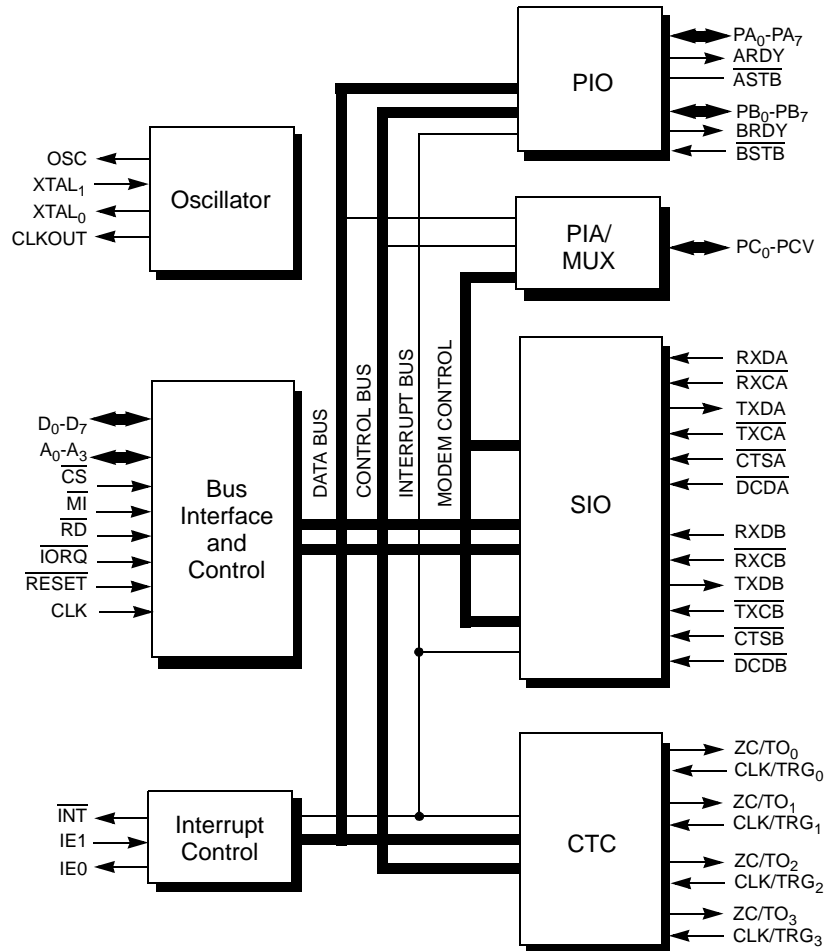 PIO
PA0-PA7
ARDY
ASTB
PB0-PB7
BRDY
BSTB
OSC
XTAL1
XTAL0
CLKOUT
Oscillator
PIA/
MUX
PC0-PCV
DATA BUS
CONTROL BUS
INTERRUPT BUS
MODEM CONTROL
D0-D7
A0-A3
CS
MI
RD
IORQ
RESET
CLK
Bus
Interface
and
Control
SIO
RXDA
RXCA
TXDA
TXCA
CTSA
DCDA
RXDB
RXCB
TXDB
TXCB
CTSB
DCDB
INT
IE1
IE0
Interrupt
Control
CTC
ZC/TO0
CLK/TRG0
ZC/TO1
CLK/TRG1
ZC/TO2
CLK/TRG2
ZC/TO3
CLK/TRG3